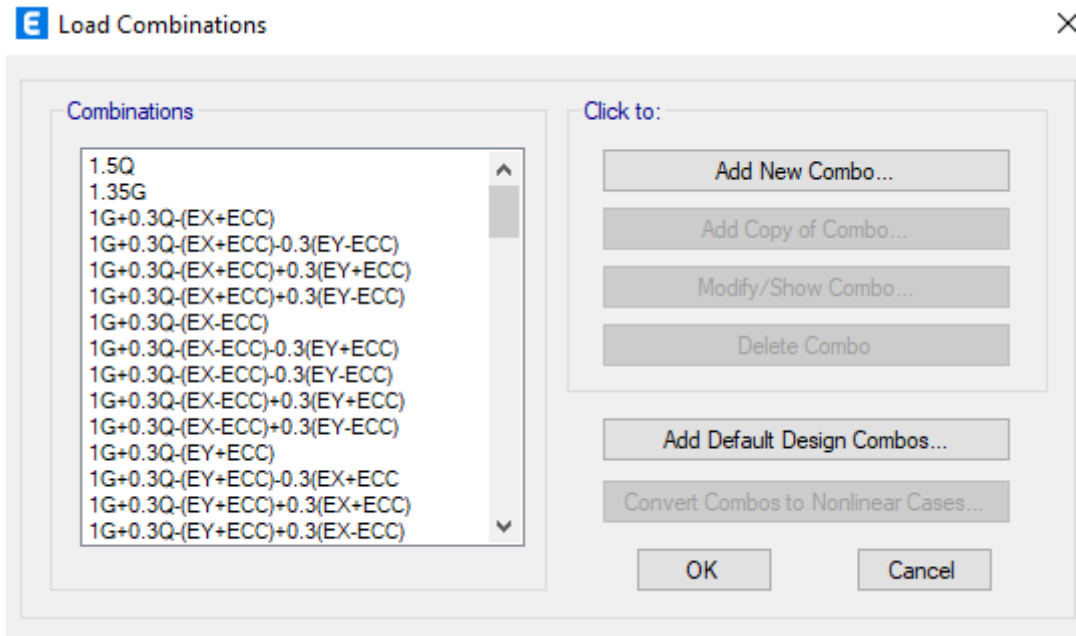 E Load Combinations
Combinations
1.5Q
1.35G
1G+0.3Q-(EX+ECC)
1G+0.3Q-(EX+ECC)-0.3(EY-ECC)
1G+0.3Q-(EX+ECC)+0.3(EY+ECC)
1G+0.3Q-(EX+ECC)+0.3(EY-ECC)
1G+0.3Q-(EX-ECC)
1G+0.3Q-(EX-ECC)-0.3(EY+ECC)
1G+0.3Q-(EX-ECC)-0.3(EY-ECC)
1G+0.3Q-(EX-ECC)+0.3(EY+ECC)
1G+0.3Q-(EX-ECC)+0.3(EY-ECC)
1G+0.3Q-(EY+ECC)
1G+0.3Q-(EY+ECC)-0.3(EX+ECC
1G+0.3Q-(EY+ECC)+0.3(EX+ECC)
1G+0.3Q-(EY+ECC)+0.3(EX-ECC)
Click to:
Add New Combo...
Add Copy of Combo...
Modify/Show Combo...
Delete Combo
Add Default Design Combos...
Convert Combos to Nonlinear Cases...
OK
Cancel